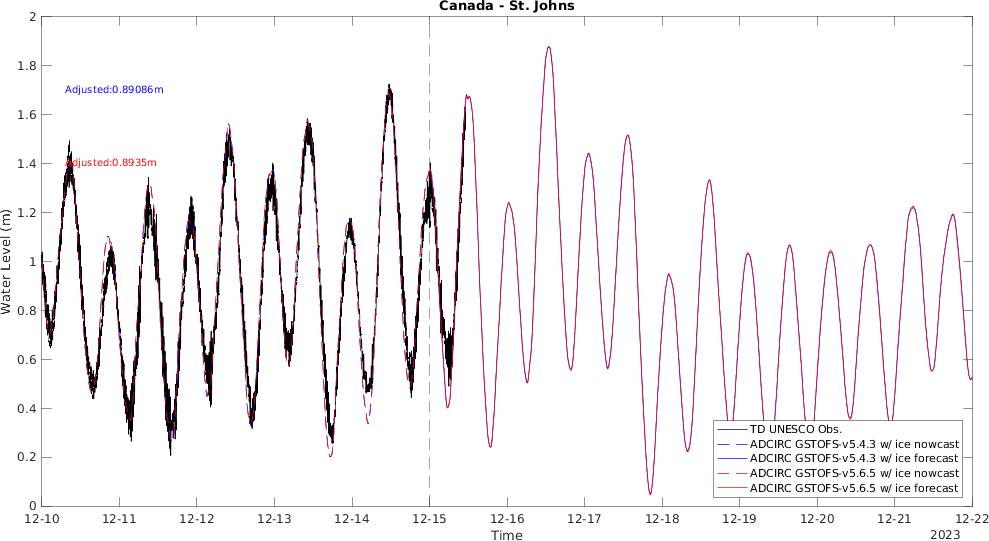 Canada - St. Johns
2
1.8
1.6
1.4
1.2
1
0.8
0.6
0.4
0.2
0
Water Level (m)
Adjusted:0.89086m
Adjusted:0.8935m
TD UNESCO Obs.
ADCIRC GSTOFS-v5.4.3 w/ ice nowcast
ADCIRC GSTOFS-v5.4.3 w/ ice forecast
ADCIRC GSTOFS-v5.6.5 w/ ice nowcast
ADCIRC GSTOFS-v5.6.5 w/ ice forecast
12-10 12-11 12-12 12-13 12-14 12-15 12-16 12-17 12-18 12-19 12-20 12-21 12-22
Time
2023